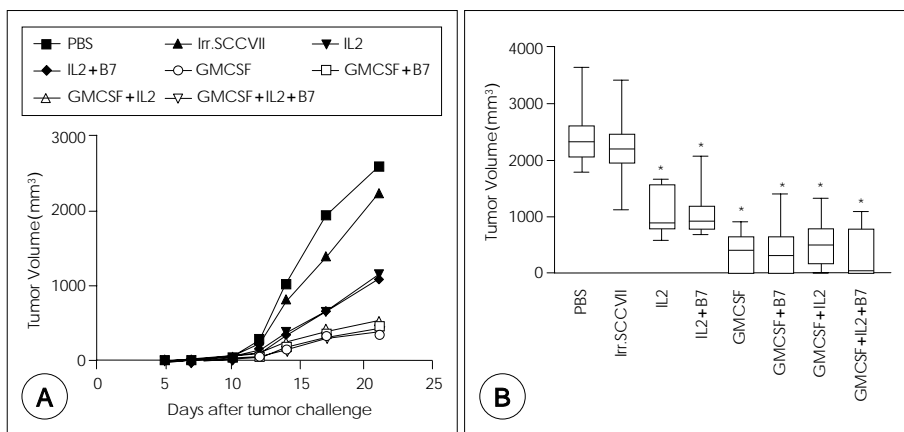 PBS Irr.SCCVII IL2
IL2+B7 GMCSF GMCSF+B7
GMCSF+IL2 GMCSF+IL2+B7
Tumor Volume(mm³)
3000
2000
1000
0
0 5 10 15 20 25
Days after tumor challenge
A
Tumor Volume(mm³)
4000
3000
2000
1000
0
* * * * * *
PBS
Irr.SCCVII
IL2
IL2+B7
GMCSF
GMCSF+B7
GMCSF+IL2
GMCSF+IL2+B7
B